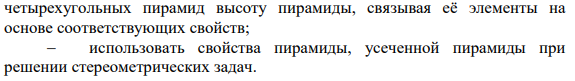 четырехугольных пирамид высоту пирамиды, связывая её элементы на
основе соответствующих свойств;
– использовать свойства пирамиды, усеченной пирамиды при
решении стереометрических задач.